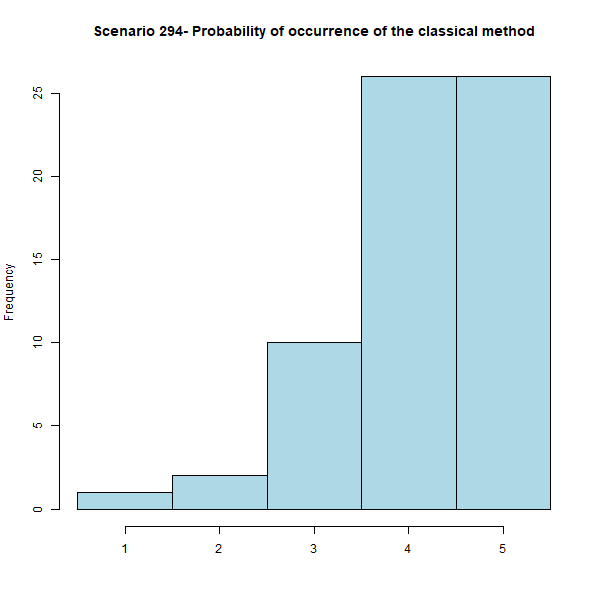 Scenario 294- Probability of occurrence of the classical method
Frequency
25
20
15
10
5
0
1 2 3 4 5